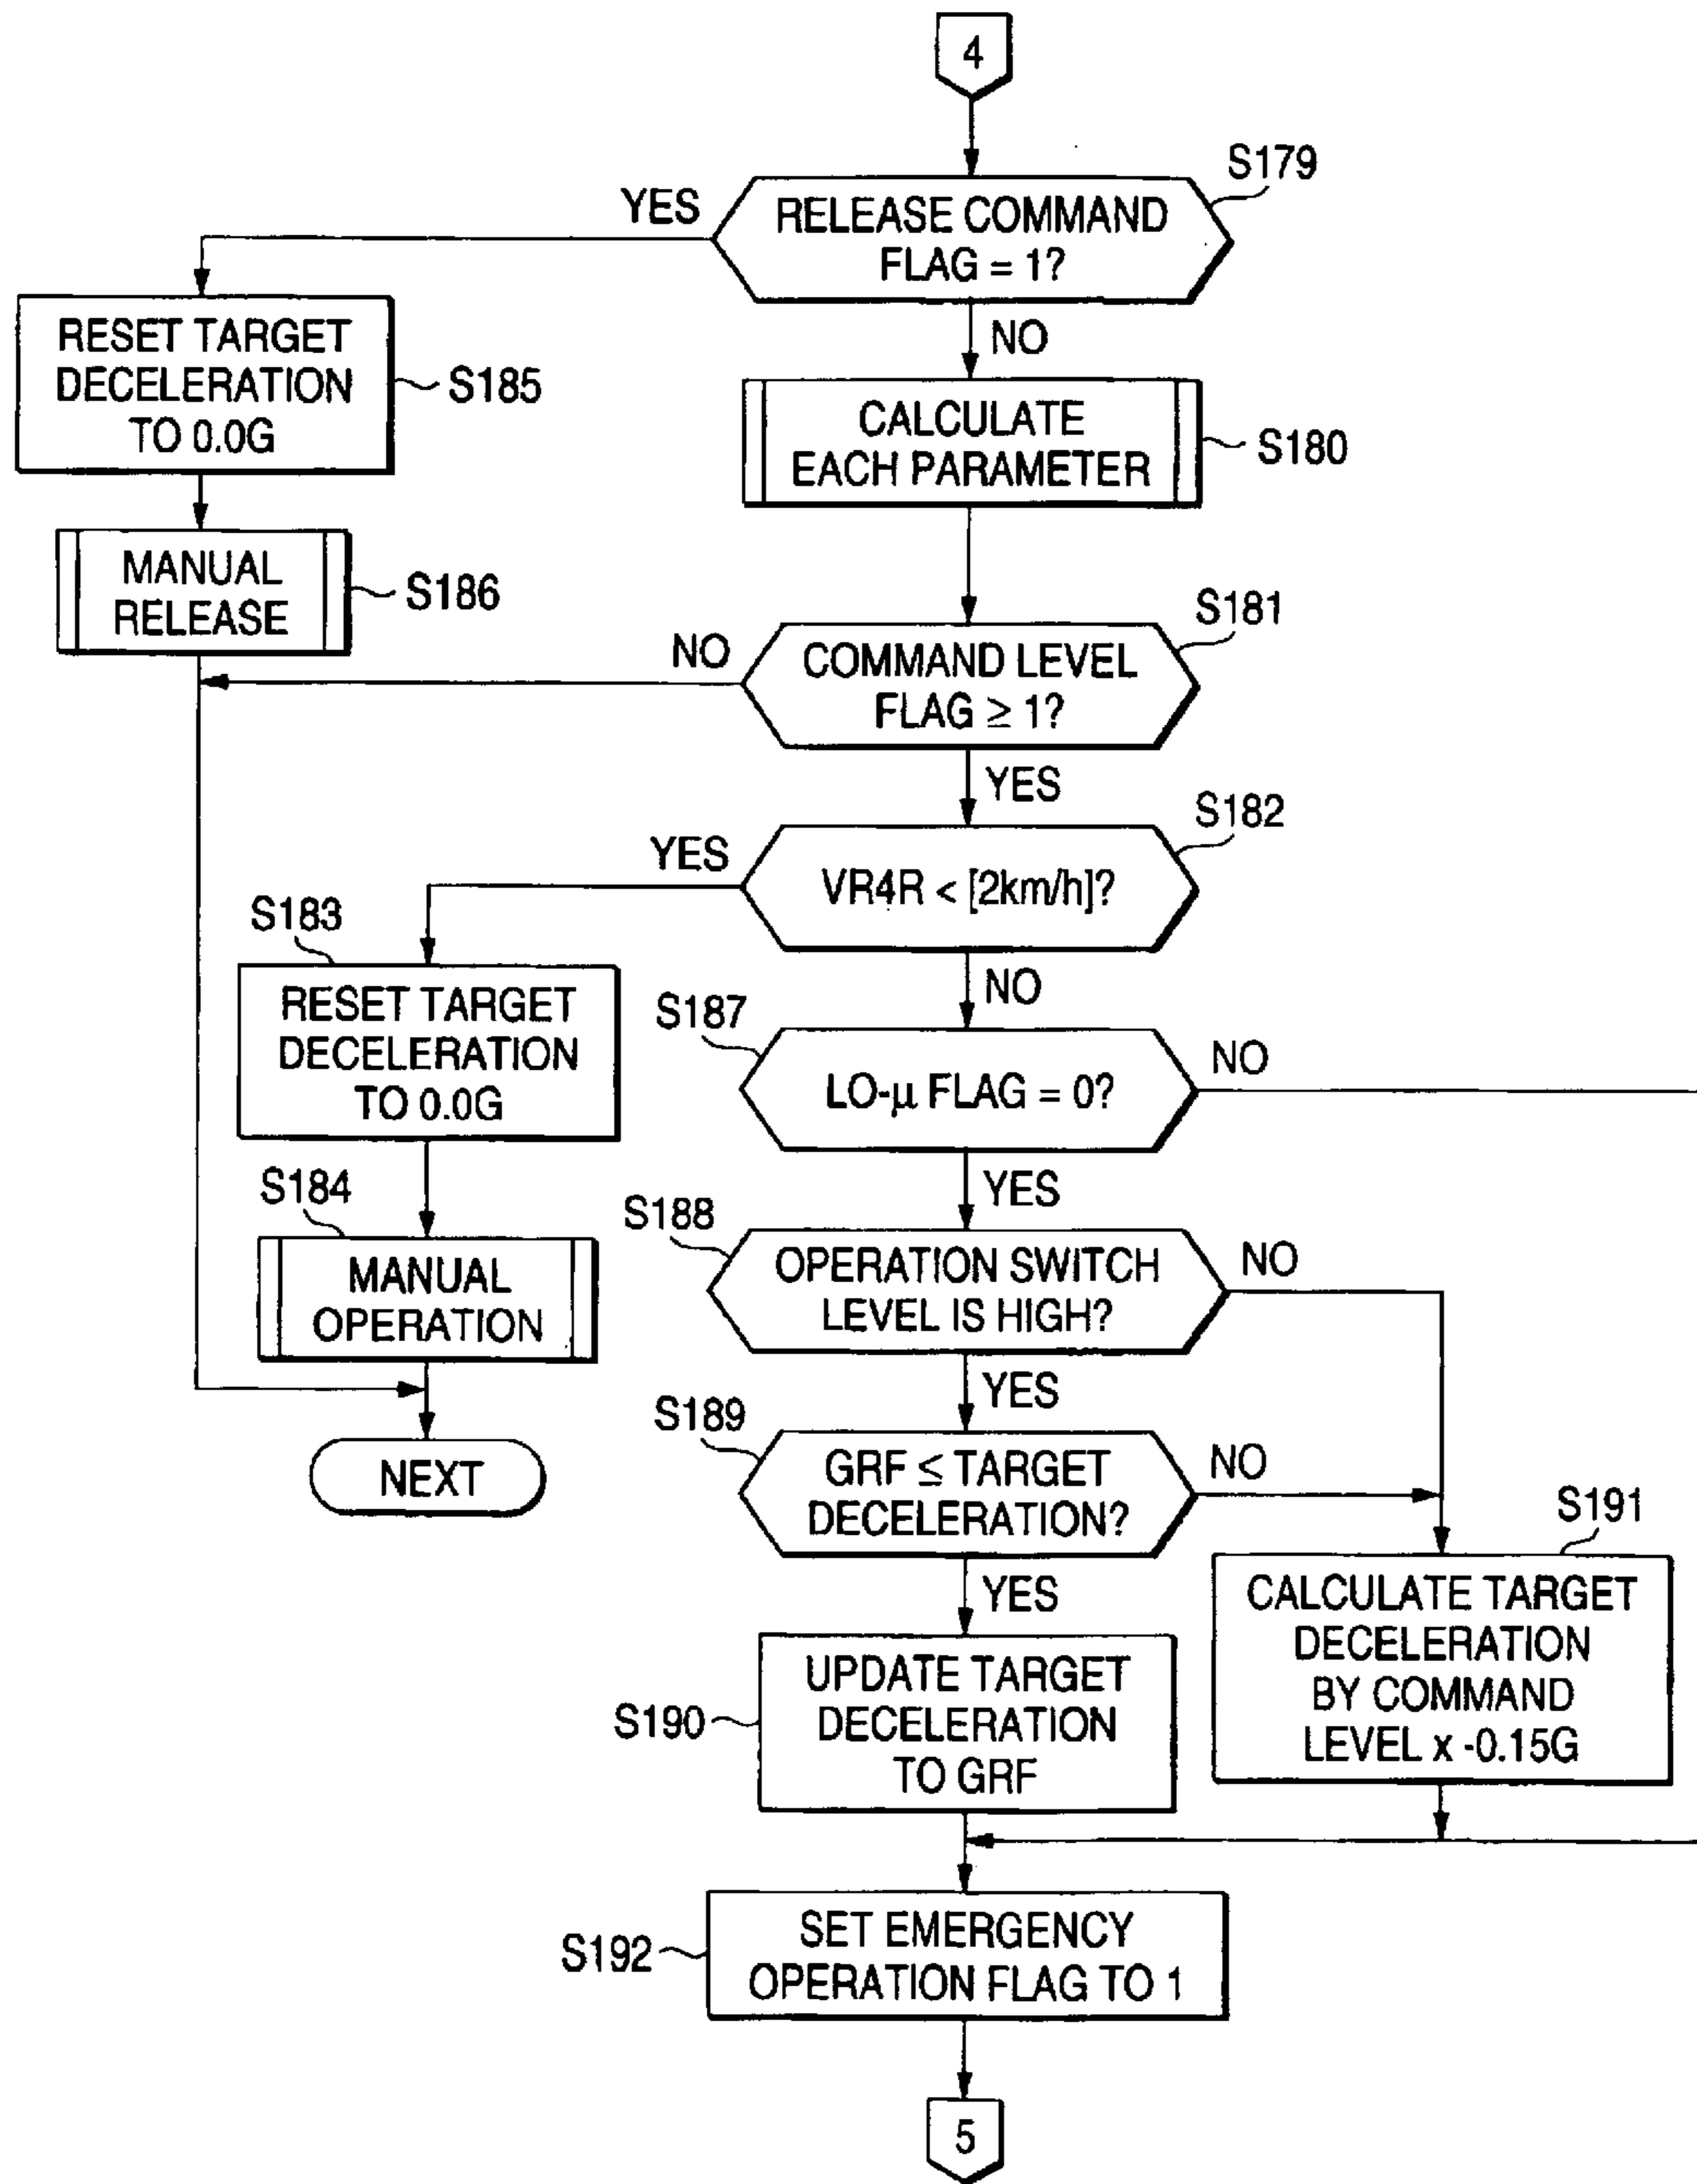 4
S179
YES
RELEASE COMMAND
FLAG = 1?
NO
RESET TARGET
DECELERATION
TO 0.0G
S185
CALCULATE
EACH PARAMETER
S180
MANUAL
RELEASE
S186
S181
NO
COMMAND LEVEL
FLAG ≥ 1?
YES
S182
YES
VR4R < [2km/h]?
NO
S183
RESET TARGET
DECELERATION
TO 0.0G
S187
LO-μ FLAG = 0?
NO
YES
S184
MANUAL
OPERATION
S188
OPERATION SWITCH
LEVEL IS HIGH?
NO
YES
NEXT
S189
GRF ≤ TARGET
DECELERATION?
NO
YES
S191
CALCULATE TARGET
DECELERATION
BY COMMAND
LEVEL x -0.15G
S190
UPDATE TARGET
DECELERATION
TO GRF
S192
SET EMERGENCY
OPERATION FLAG TO 1
5